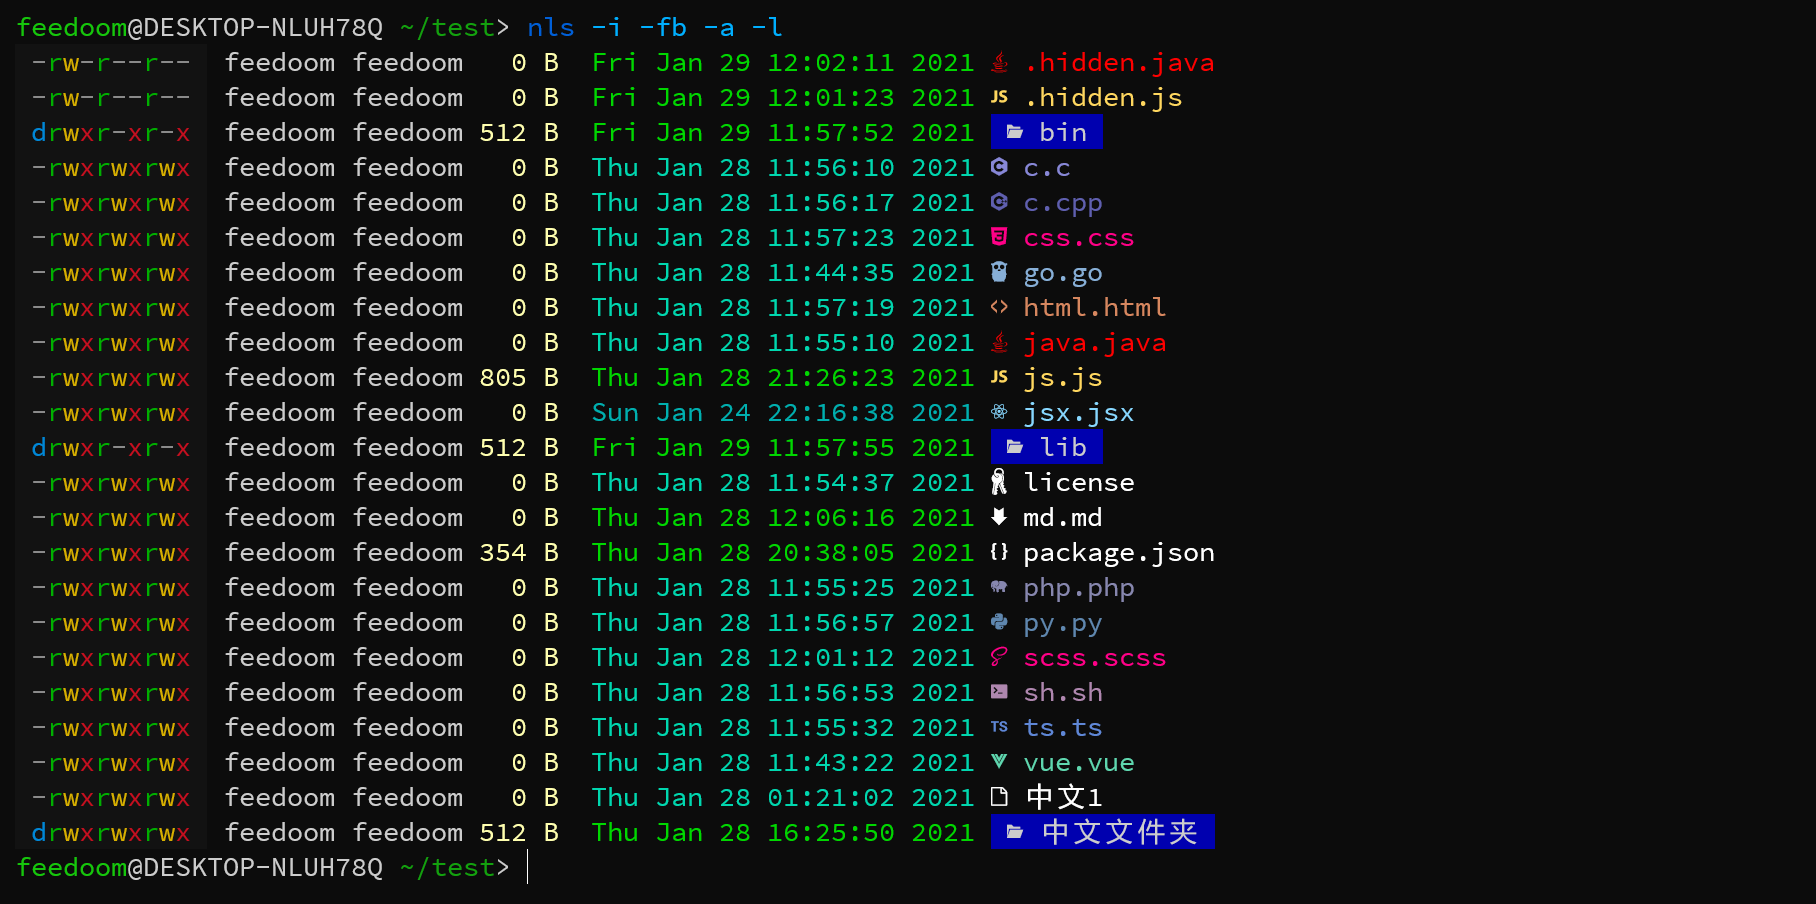 feedoom@DESKTOP-NLUH78Q ~/test> nls -i -fb -a -l
-rw-r--r-- feedoom feedoom 0 B Fri Jan 29 12:02:11 2021 .hidden.java
-rw-r--r-- feedoom feedoom 0 B Fri Jan 29 12:01:23 2021 JS .hidden.js
drwxr-xr-x feedoom feedoom 512 B Fri Jan 29 11:57:52 2021 bin
-rwxrwxrwx feedoom feedoom 0 B Thu Jan 28 11:56:10 2021 c.c
-rwxrwxrwx feedoom feedoom 0 B Thu Jan 28 11:56:17 2021 c.cpp
-rwxrwxrwx feedoom feedoom 0 B Thu Jan 28 11:57:23 2021 css.css
-rwxrwxrwx feedoom feedoom 0 B Thu Jan 28 11:44:35 2021 go.go
-rwxrwxrwx feedoom feedoom 0 B Thu Jan 28 11:57:19 2021 <> html.html
-rwxrwxrwx feedoom feedoom 0 B Thu Jan 28 11:55:10 2021 java.java
-rwxrwxrwx feedoom feedoom 805 B Thu Jan 28 21:26:23 2021 JS js.js
-rwxrwxrwx feedoom feedoom 0 B Sun Jan 24 22:16:38 2021 jsx.jsx
drwxr-xr-x feedoom feedoom 512 B Fri Jan 29 11:57:55 2021 lib
-rwxrwxrwx feedoom feedoom 0 B Thu Jan 28 11:54:37 2021 license
-rwxrwxrwx feedoom feedoom 0 B Thu Jan 28 12:06:16 2021 md.md
-rwxrwxrwx feedoom feedoom 354 B Thu Jan 28 20:38:05 2021 {} package.json
-rwxrwxrwx feedoom feedoom 0 B Thu Jan 28 11:55:25 2021 php.php
-rwxrwxrwx feedoom feedoom 0 B Thu Jan 28 11:56:57 2021 py.py
-rwxrwxrwx feedoom feedoom 0 B Thu Jan 28 12:01:12 2021 scss.scss
-rwxrwxrwx feedoom feedoom 0 B Thu Jan 28 11:56:53 2021 sh.sh
-rwxrwxrwx feedoom feedoom 0 B Thu Jan 28 11:55:32 2021 TS ts.ts
-rwxrwxrwx feedoom feedoom 0 B Thu Jan 28 11:43:22 2021 vue.vue
-rwxrwxrwx feedoom feedoom 0 B Thu Jan 28 01:21:02 2021 中文1
drwxrwxrwx feedoom feedoom 512 B Thu Jan 28 16:25:50 2021 中文文件夹
feedoom@DESKTOP-NLUH78Q ~/test>